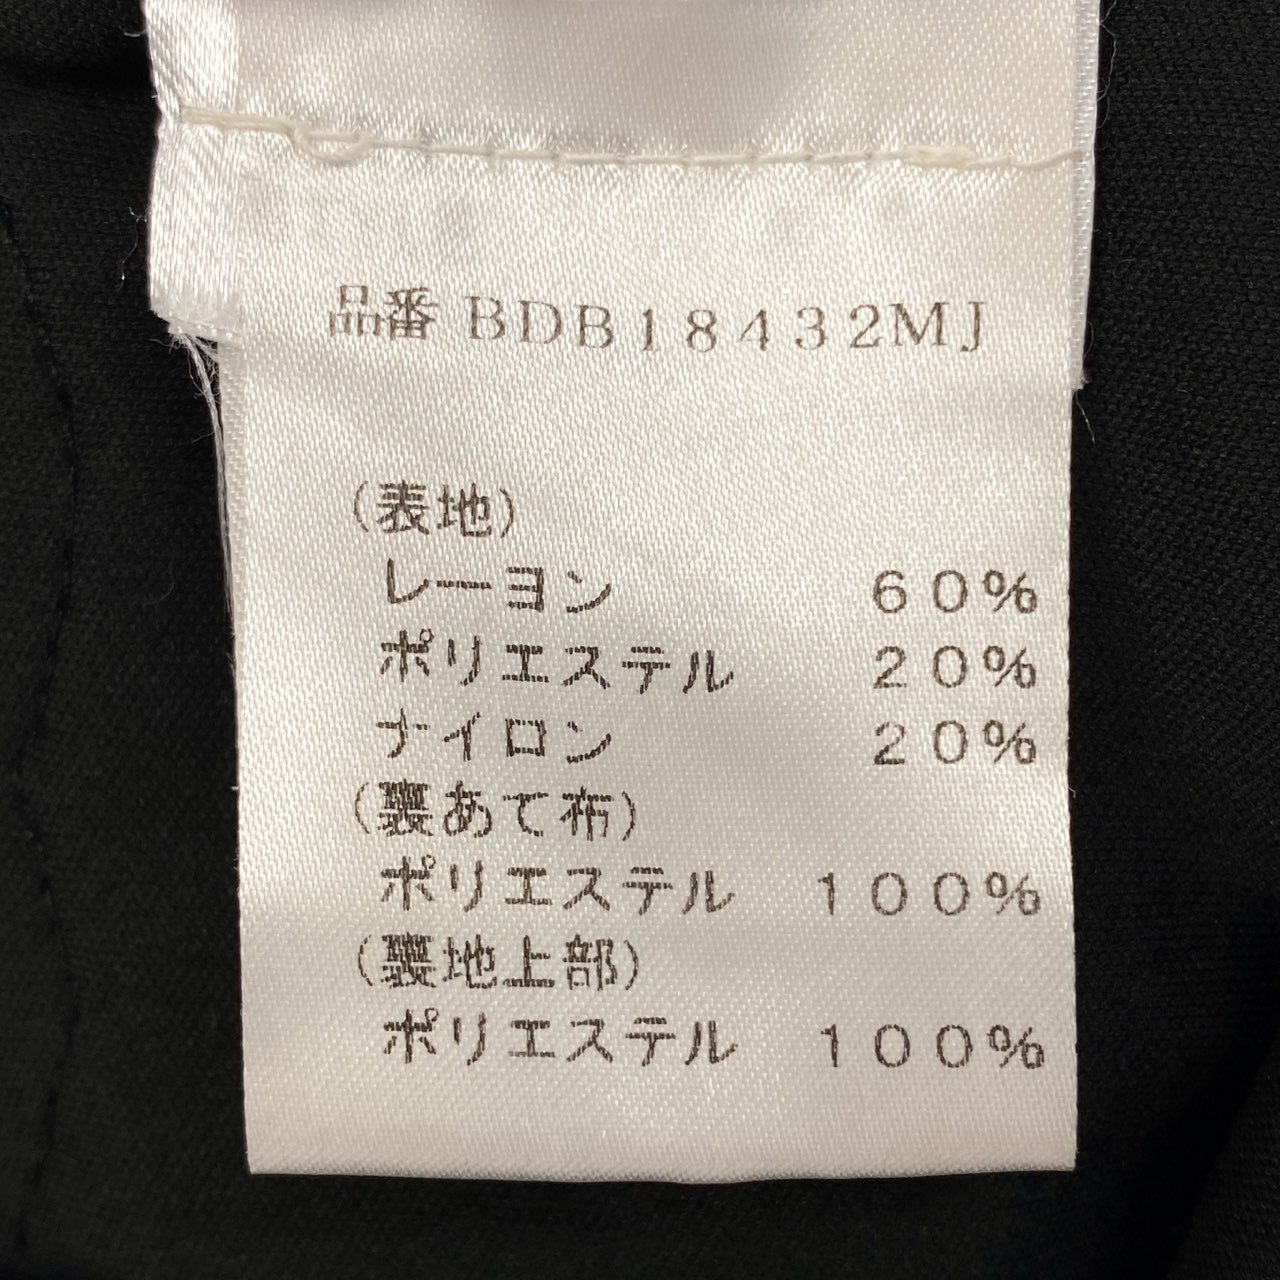 品番 BDB18432MJ
(表地)
レーヨン 60%
ポリエステル 20%
ナイロン 20%
(裏あて布)
ポリエステル 100%
(裏地上部)
ポリエステル 100%